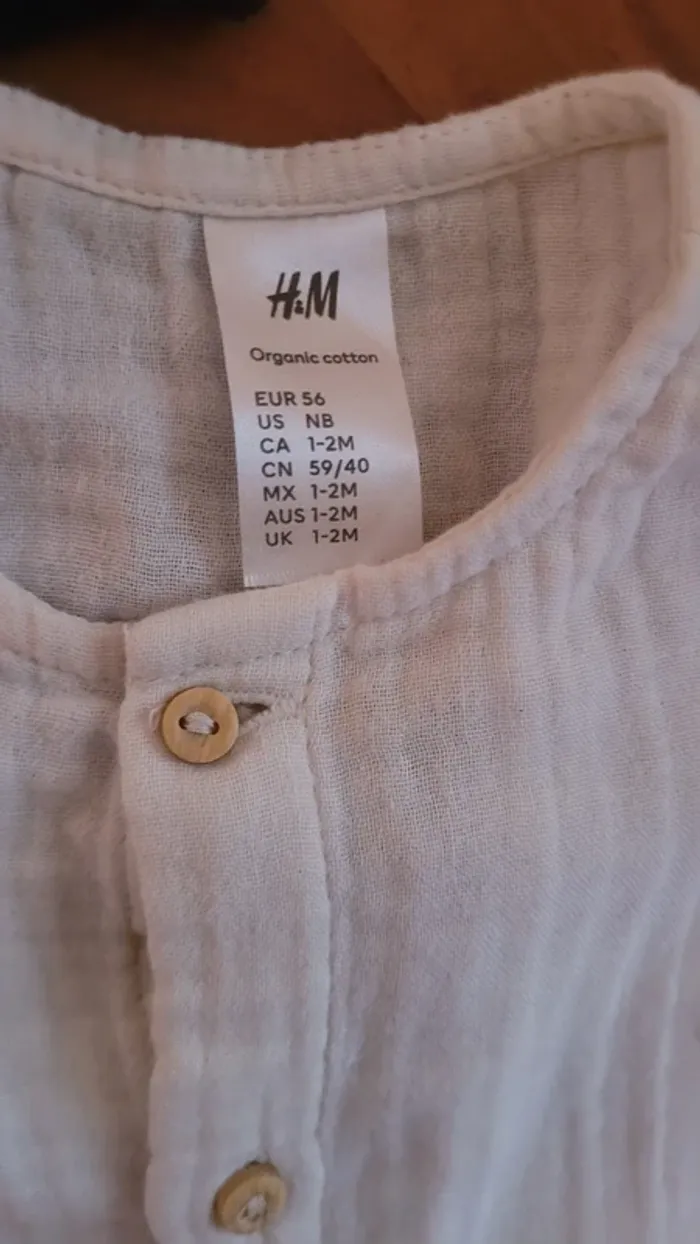 H&M
Organic cotton
EUR 56
US NB
CA 1-2M
CN 59/40
MX 1-2M
AUS 1-2M
UK 1-2M